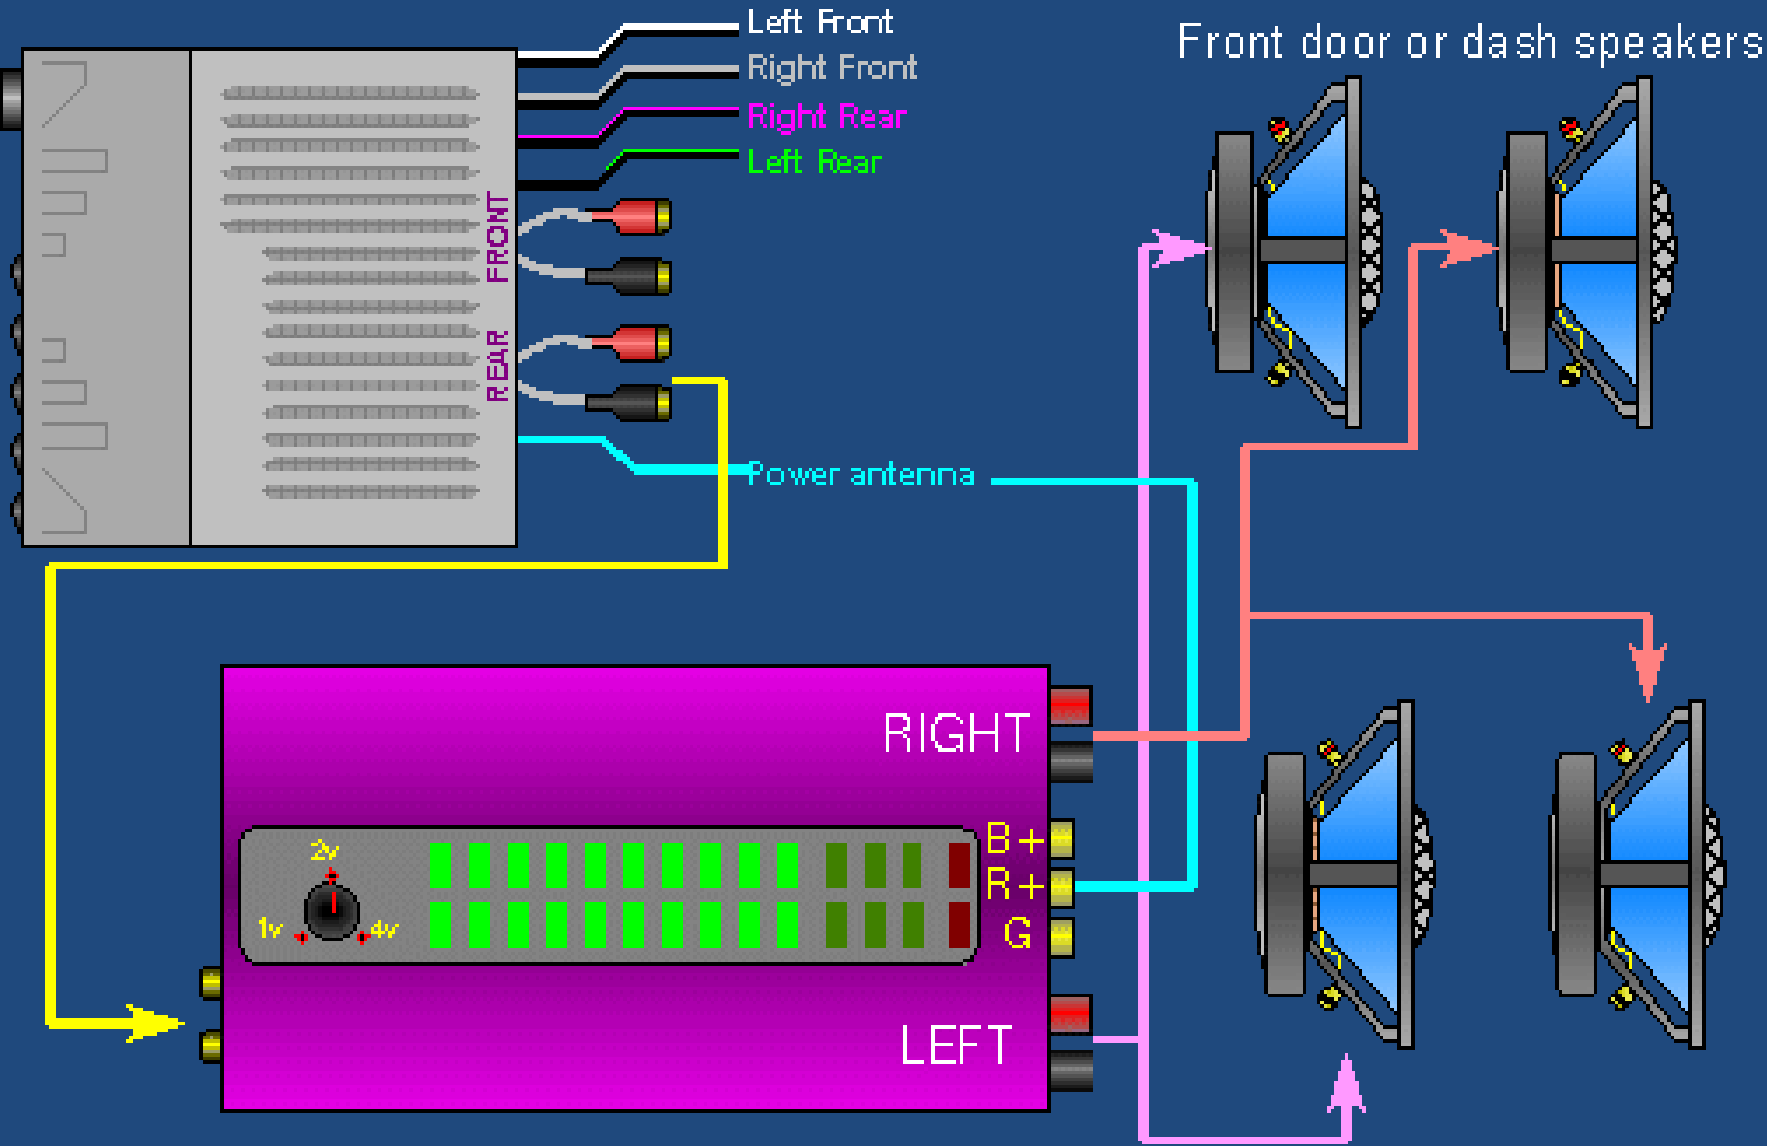 Left Front
Front door or dash speakers
Right Front
Right Rear
Left Rear
FRONT
REAR
Power antenna
RIGHT
B +
2v
R +
1v
4v
G
LEFT